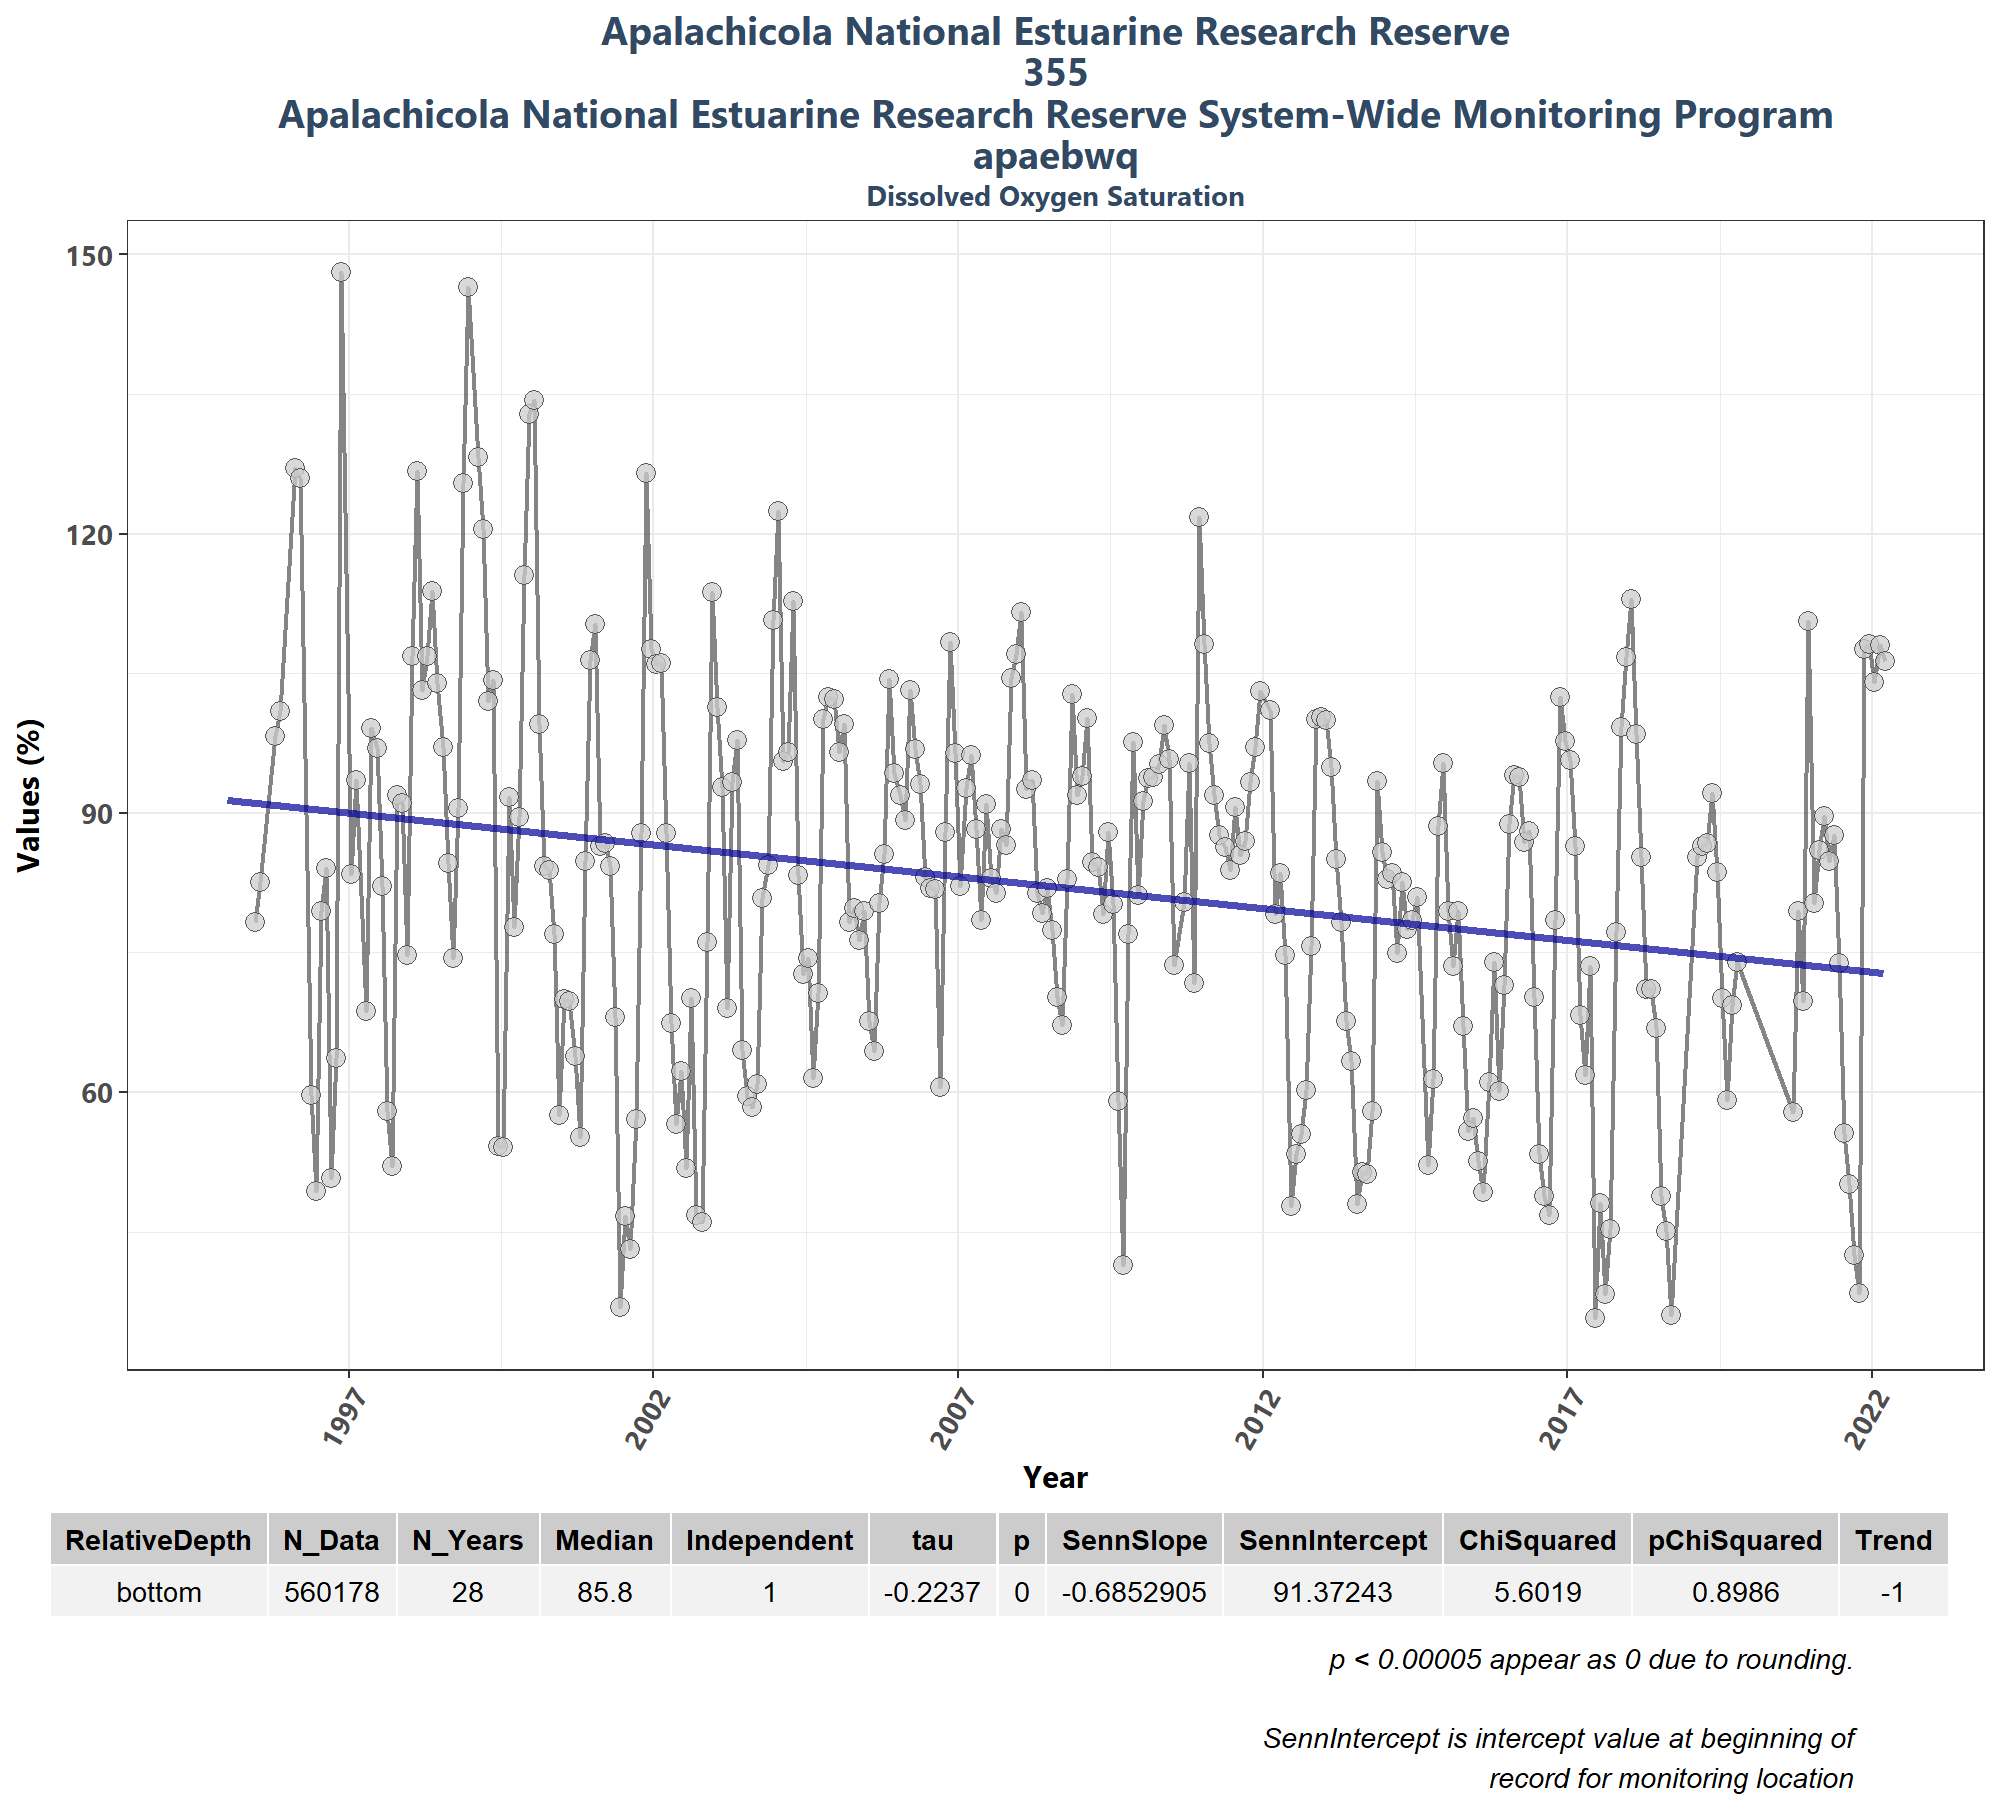 Apalachicola National Estuarine Research Reserve
355
Apalachicola National Estuarine Research Reserve System-Wide Monitoring Program
apaebwq
Dissolved Oxygen Saturation
150
120
90
60
Values (%)
1997
2002
2007
2012
2017
2022
Year
RelativeDepth N_Data N_Years Median Independent tau p SennSlope SennIntercept ChiSquared pChiSquared Trend
bottom 560178 28 85.8 1 -0.2237 0 -0.6852905 91.37243 5.6019 0.8986 -1
p < 0.00005 appear as 0 due to rounding.
SennIntercept is intercept value at beginning of
record for monitoring location